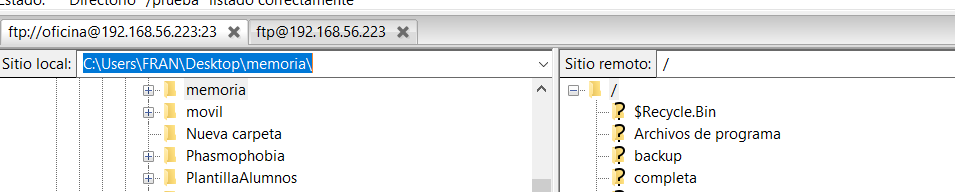 Estado: Directorio "/prueba" listado correctamente
ftp://oficina@192.168.56.223:23 ftp@192.168.56.223
Sitio local: C:\Users\FRAN\Desktop\memoria\
memoria
movil
Nueva carpeta
Phasmophobia
PlantillaAlumnos
Sitio remoto: /
/
$Recycle.Bin
Archivos de programa
backup
completa